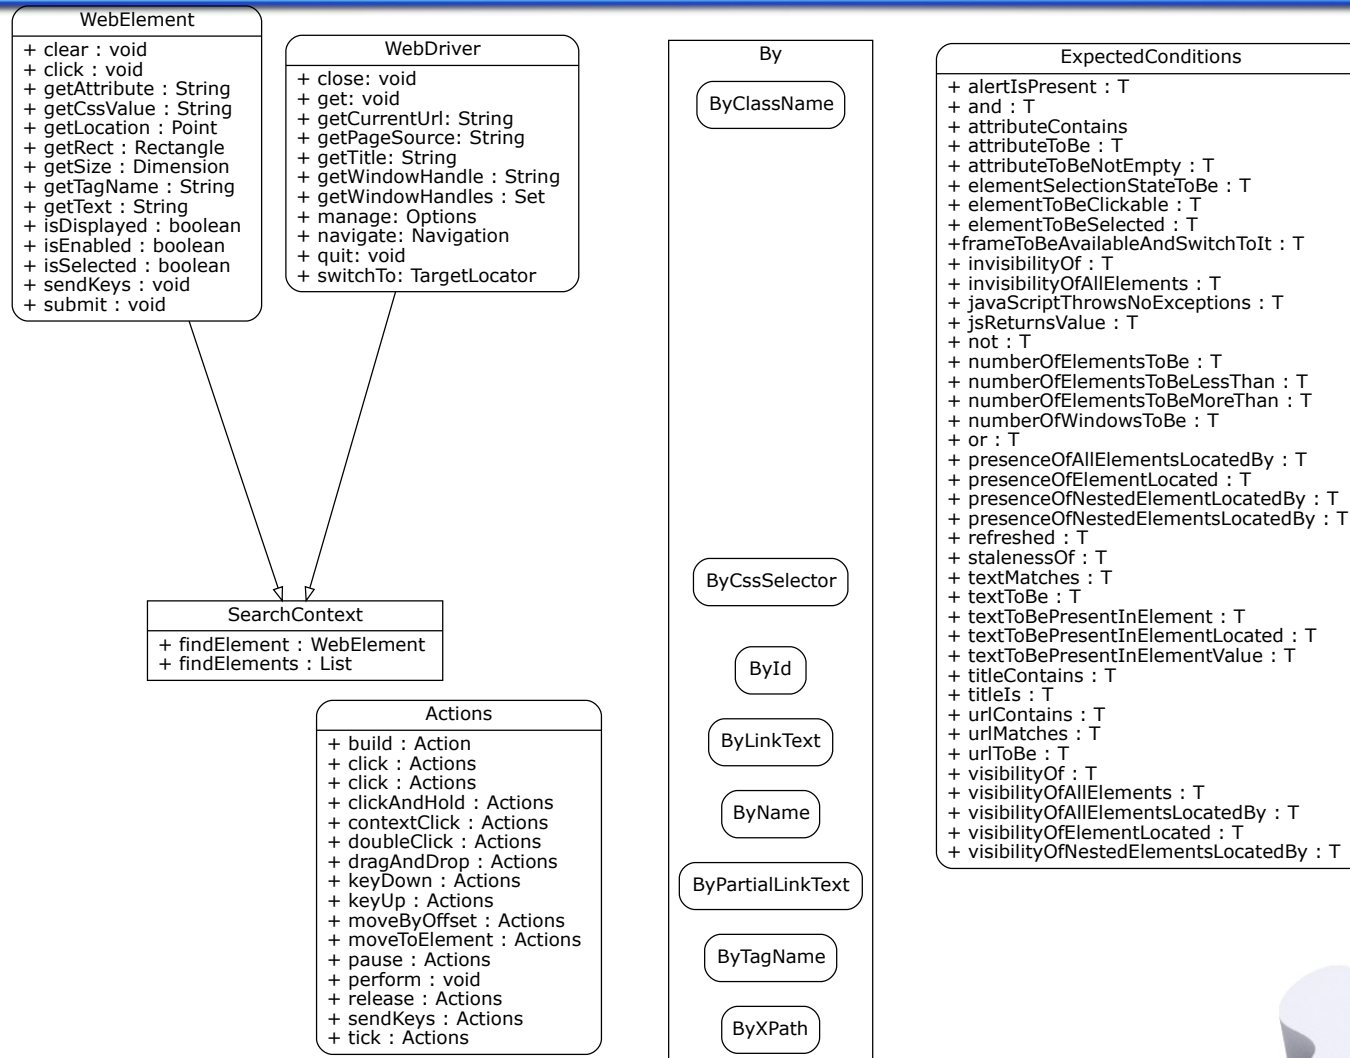 WebElement
+ clear : void
+ click : void
+ getAttribute : String
+ getCssValue : String
+ getLocation : Point
+ getRect : Rectangle
+ getSize : Dimension
+ getTagName : String
+ getText : String
+ isDisplayed : boolean
+ isEnabled : boolean
+ isSelected : boolean
+ sendKeys : void
+ submit : void
WebDriver
+ close: void
+ get: void
+ getCurrentUrl: String
+ getPageSource: String
+ getTitle: String
+ getWindowHandle : String
+ getWindowHandles : Set
+ manage: Options
+ navigate: Navigation
+ quit: void
+ switchTo: TargetLocator
SearchContext
+ findElement : WebElement
+ findElements : List
Actions
+ build : Action
+ click : Actions
+ click : Actions
+ clickAndHold : Actions
+ contextClick : Actions
+ doubleClick : Actions
+ dragAndDrop : Actions
+ keyDown : Actions
+ keyUp : Actions
+ moveByOffset : Actions
+ moveToElement : Actions
+ pause : Actions
+ perform : void
+ release : Actions
+ sendKeys : Actions
+ tick : Actions
By
ByClassName
ByCssSelector
ById
ByLinkText
ByName
ByPartialLinkText
ByTagName
ByXPath
ExpectedConditions
+ alertIsPresent : T
+ and : T
+ attributeContains
+ attributeToBe : T
+ attributeToBeNotEmpty : T
+ elementSelectionStateToBe : T
+ elementToBeClickable : T
+ elementToBeSelected : T
+frameToBeAvailableAndSwitchToIt : T
+ invisibilityOf : T
+ invisibilityOfAllElements : T
+ javaScriptThrowsNoExceptions : T
+ jsReturnsValue : T
+ not : T
+ numberOfElementsToBe : T
+ numberOfElementsToBeLessThan : T
+ numberOfElementsToBeMoreThan : T
+ numberOfWindowsToBe : T
+ or : T
+ presenceOfAllElementsLocatedBy : T
+ presenceOfElementLocated : T
+ presenceOfNestedElementLocatedBy : T
+ presenceOfNestedElementsLocatedBy : T
+ refreshed : T
+ stalenessOf : T
+ textMatches : T
+ textToBe : T
+ textToBePresentInElement : T
+ textToBePresentInElementLocated : T
+ textToBePresentInElementValue : T
+ titleContains : T
+ titleIs : T
+ urlContains : T
+ urlMatches : T
+ urlToBe : T
+ visibilityOf : T
+ visibilityOfAllElements : T
+ visibilityOfAllElementsLocatedBy : T
+ visibilityOfElementLocated : T
+ visibilityOfNestedElementsLocatedBy : T